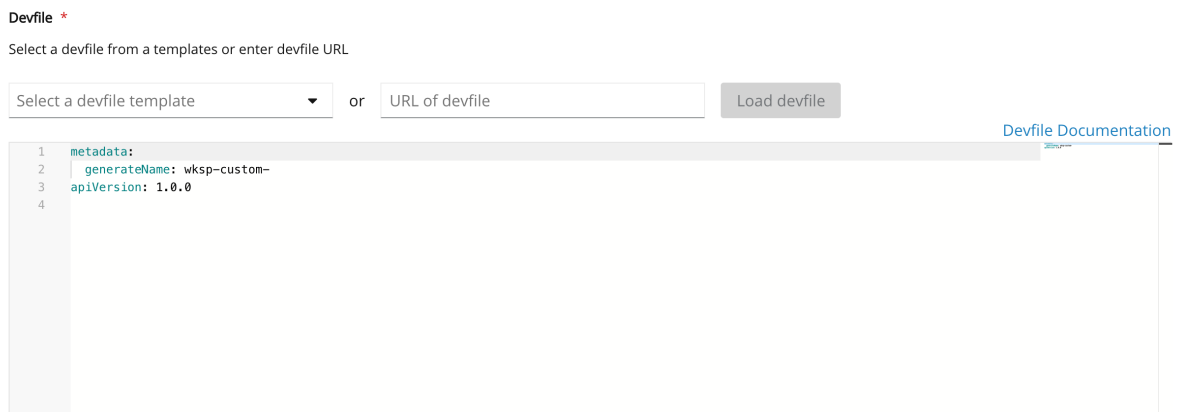 Devfile *
Select a devfile from a templates or enter devfile URL
Select a devfile template or URL of devfile Load devfile
Devfile Documentation
1 metadata:
2   generateName: wksp-custom-
3 apiVersion: 1.0.0
4